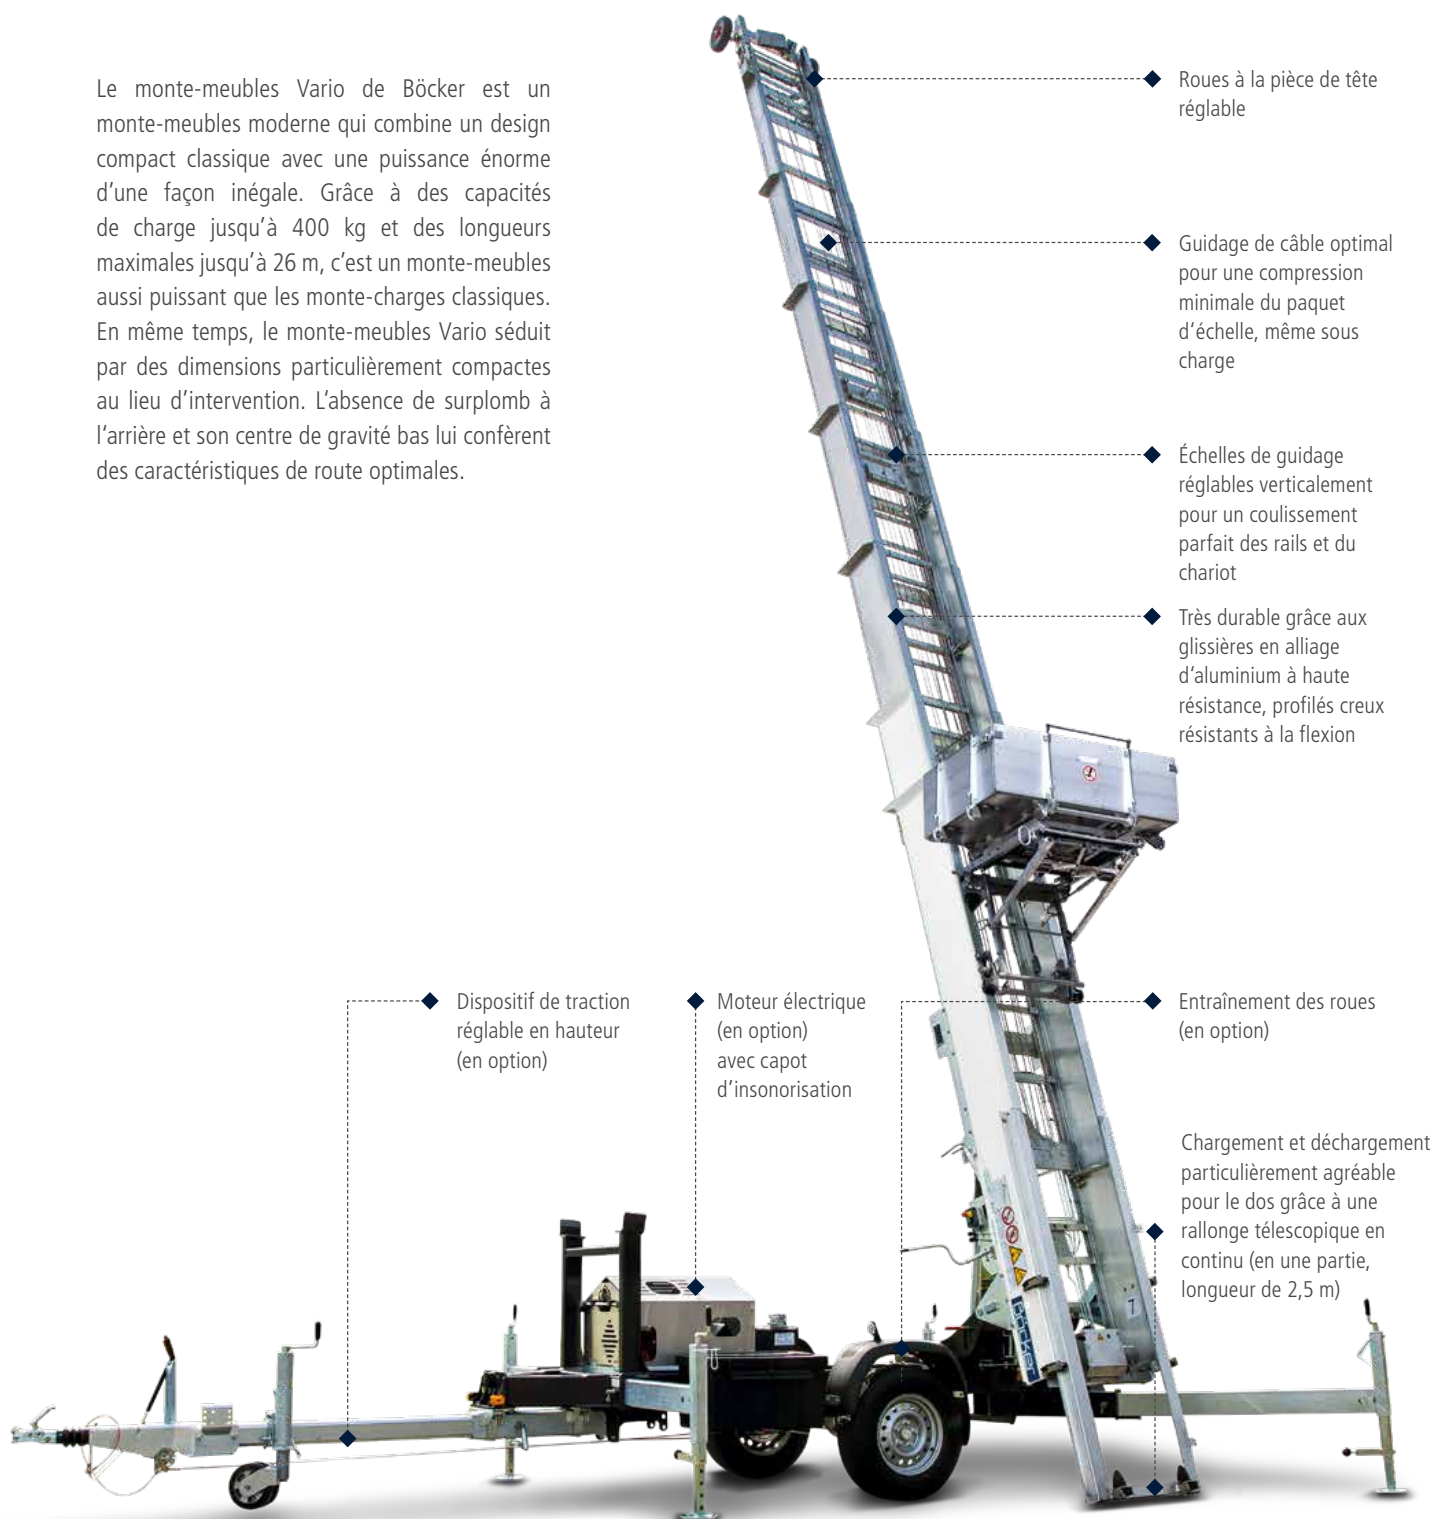 Le monte-meubles Vario de Böcker est un
monte-meubles moderne qui combine un design
compact classique avec une puissance énorme
d’une façon inégale. Grâce à des capacités
de charge jusqu’à 400 kg et des longueurs
maximales jusqu’à 26 m, c’est un monte-meubles
aussi puissant que les monte-charges classiques.
En même temps, le monte-meubles Vario séduit
par des dimensions particulièrement compactes
au lieu d’intervention. L‘absence de surplomb à
l‘arrière et son centre de gravité bas lui confèrent
des caractéristiques de route optimales.
Roues à la pièce de tête
réglable
Guidage de câble optimal
pour une compression
minimale du paquet
d‘échelle, même sous
charge
Échelles de guidage
réglables verticalement
pour un coulissement
parfait des rails et du
chariot
Très durable grâce aux
glissières en alliage
d‘aluminium à haute
résistance, profilés creux
résistants à la flexion
Dispositif de traction
réglable en hauteur
(en option)
Moteur électrique
(en option)
avec capot
d’insonorisation
Entraînement des roues
(en option)
Chargement et déchargement
particulièrement agréable
pour le dos grâce à une
rallonge télescopique en
continu (en une partie,
longueur de 2,5 m)
böcker
1